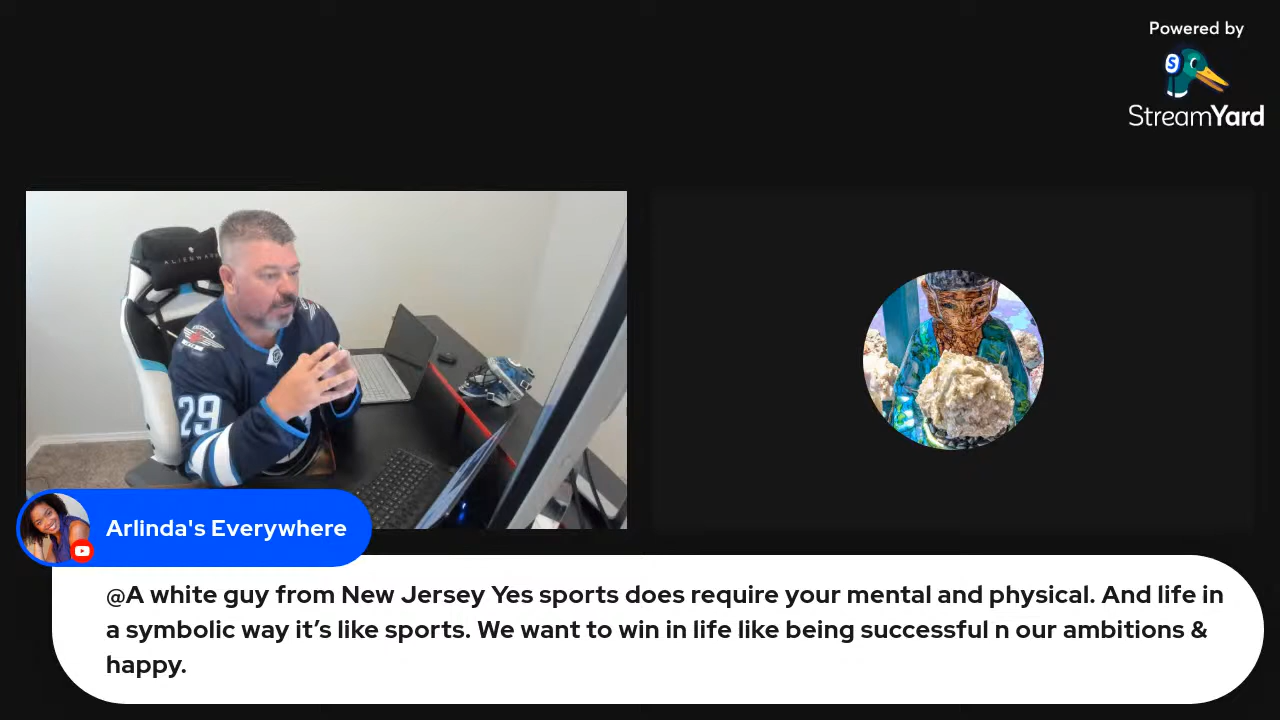 Powered by
S
StreamYard
ALIENWARE
29
Arlinda's Everywhere
@A white guy from New Jersey Yes sports does require your mental and physical. And life in
a symbolic way it’s like sports. We want to win in life like being successful n our ambitions &
happy.